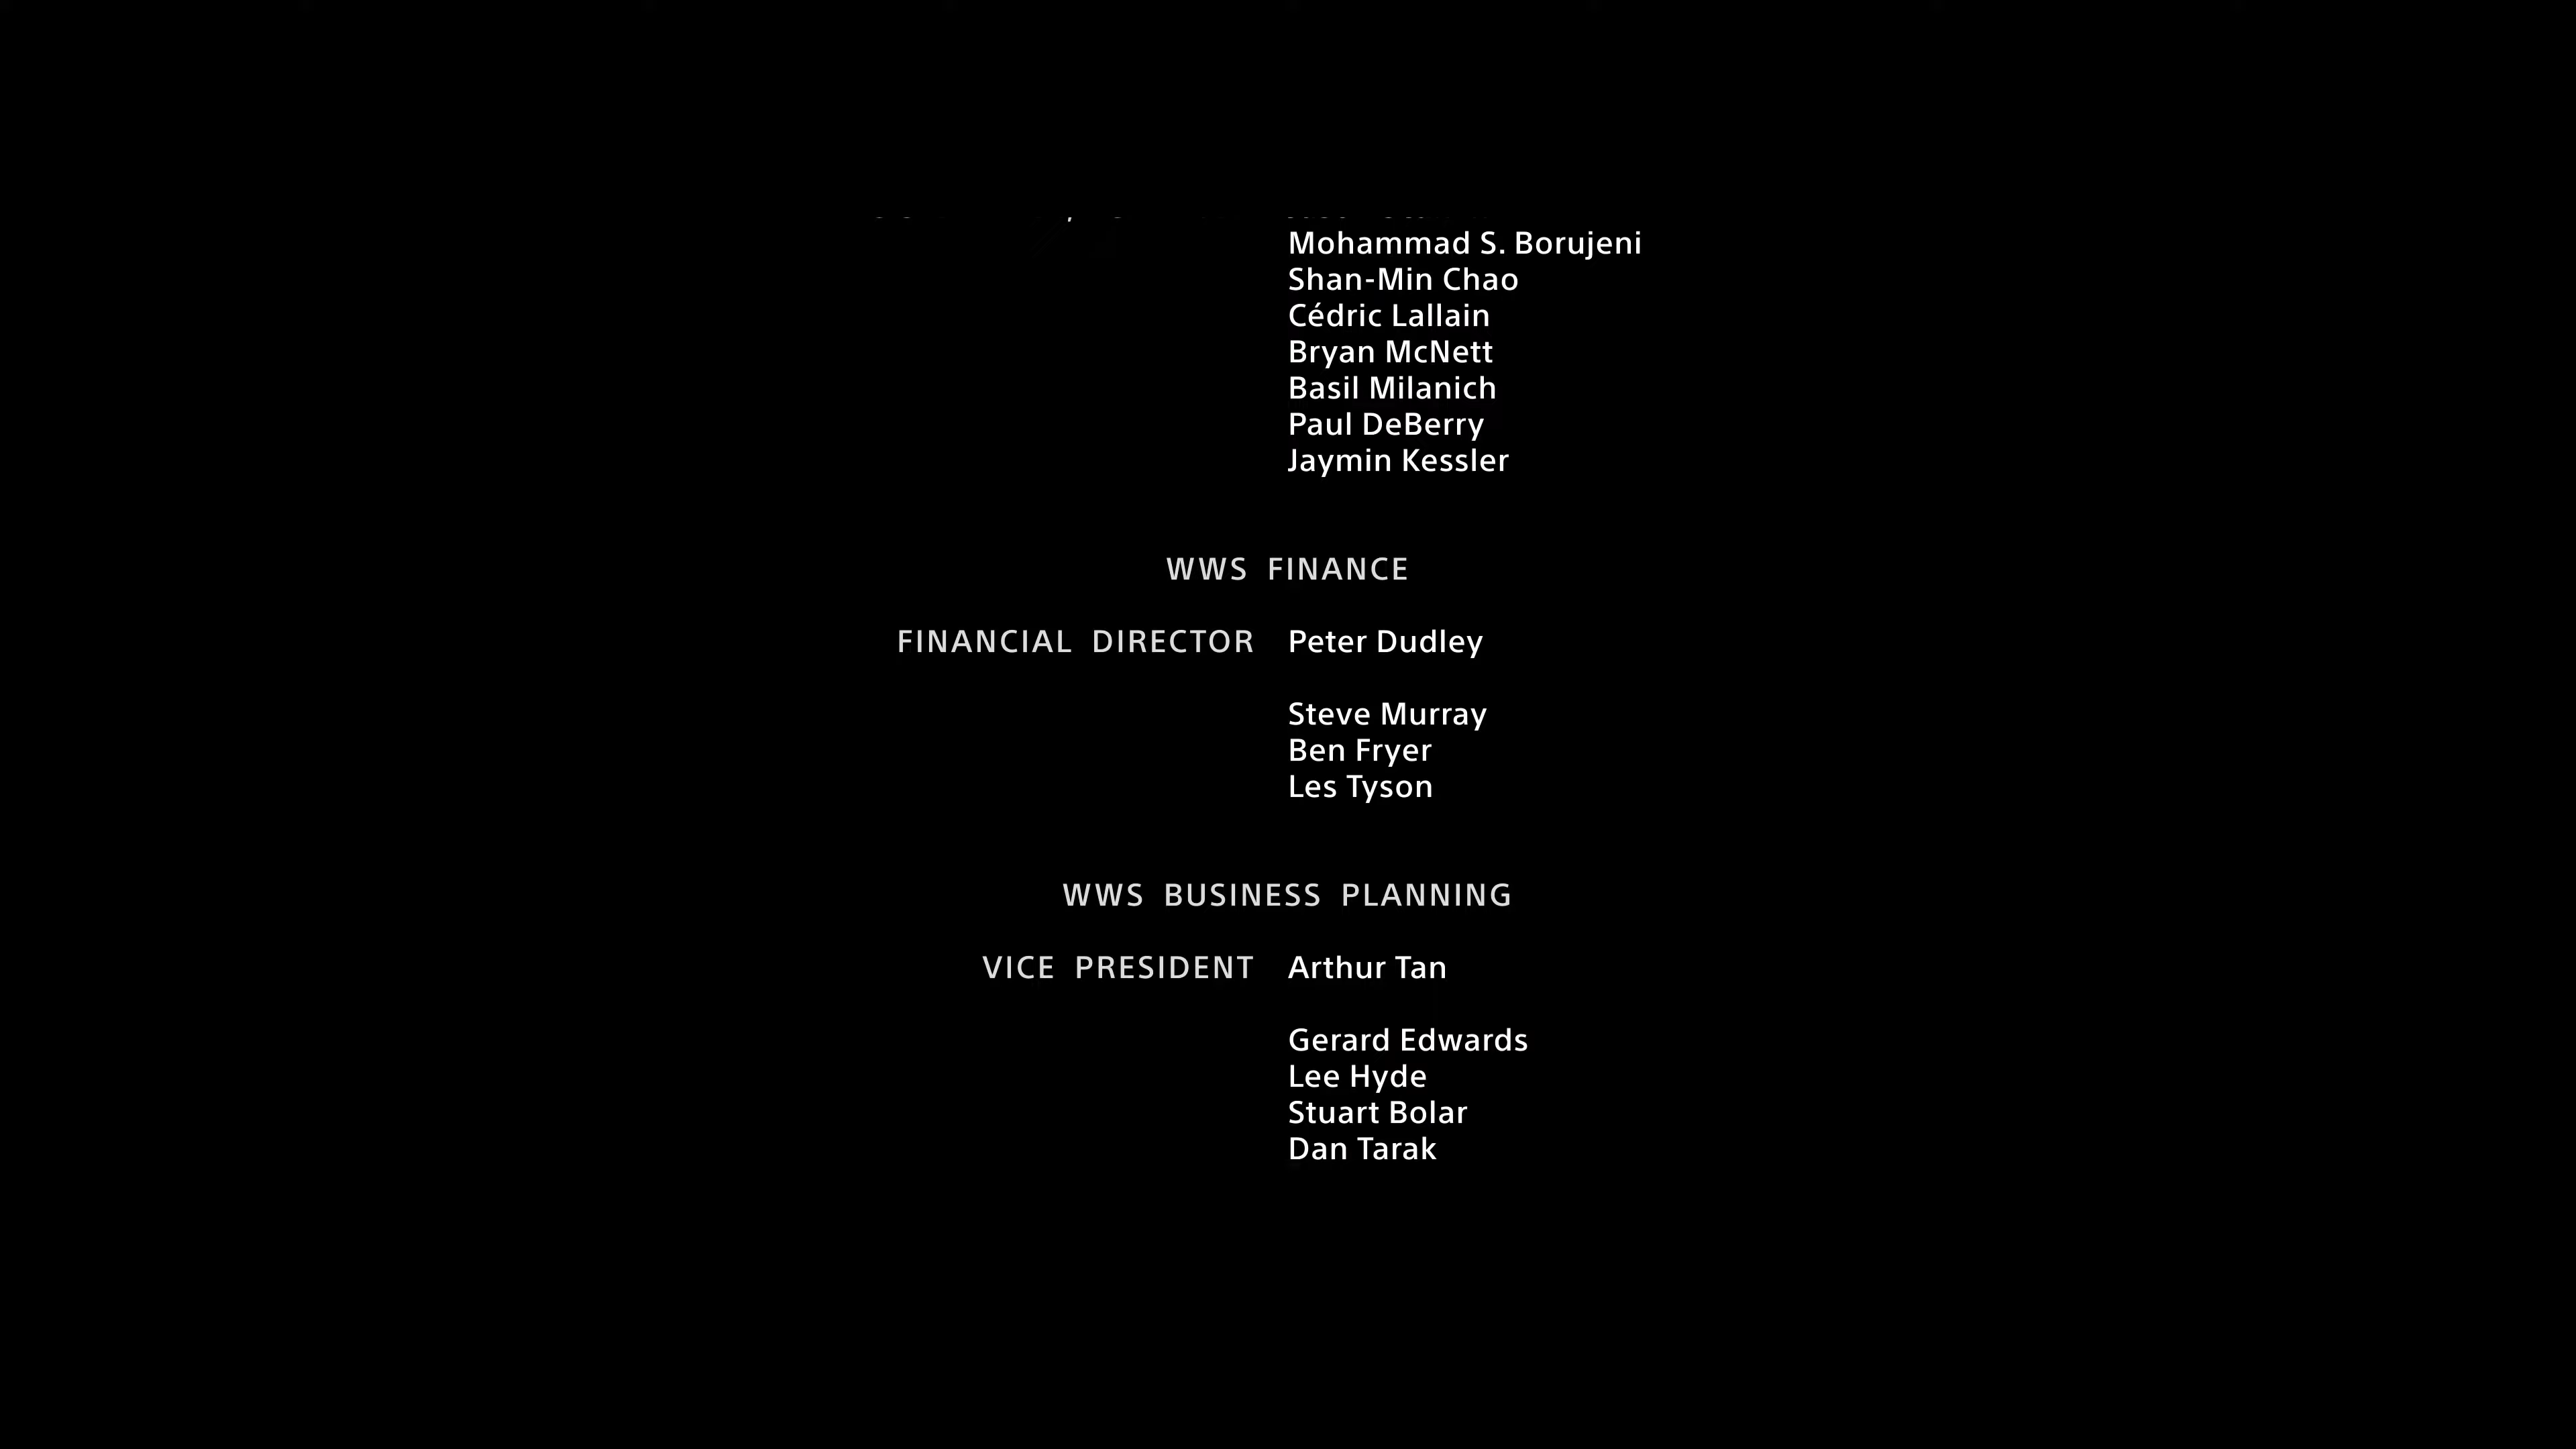 Mohammad S. Borujeni
Shan-Min Chao
Cédric Lallain
Bryan McNett
Basil Milanich
Paul DeBerry
Jaymin Kessler
WWS FINANCE
FINANCIAL DIRECTOR Peter Dudley
Steve Murray
Ben Fryer
Les Tyson
WWS BUSINESS PLANNING
VICE PRESIDENT Arthur Tan
Gerard Edwards
Lee Hyde
Stuart Bolar
Dan Tarak